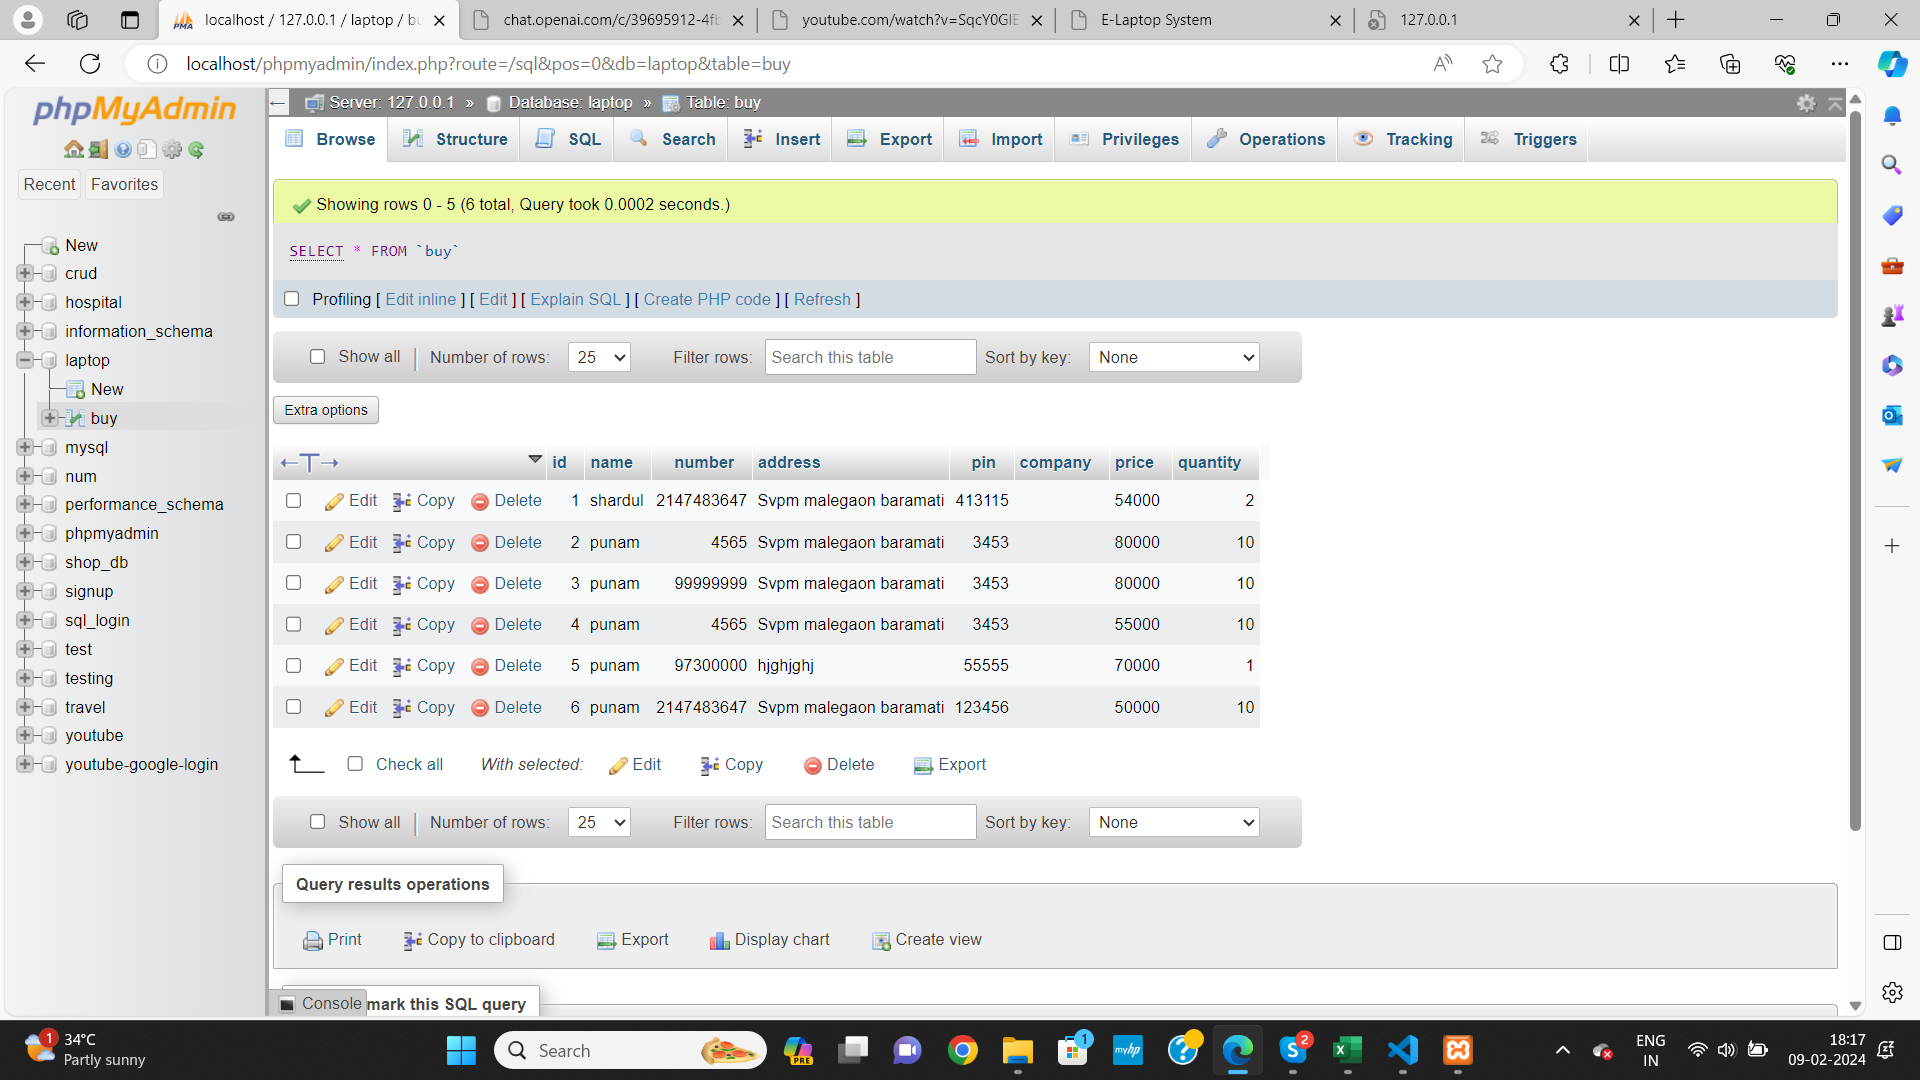 localhost / 127.0.0.1 / laptop / bu
chat.openai.com/c/39695912-4fb
youtube.com/watch?v=SqcY0GIE
E-Laptop System
127.0.0.1
localhost/phpmyadmin/index.php?route=/sql&pos=0&db=laptop&table=buy
phpMyAdmin
Recent Favorites
New
crud
hospital
information_schema
laptop
New
buy
mysql
num
performance_schema
phpmyadmin
shop_db
signup
sql_login
test
testing
travel
youtube
youtube-google-login
Server: 127.0.0.1 » Database: laptop » Table: buy
Browse Structure SQL Search Insert Export Import Privileges Operations Tracking Triggers
Showing rows 0 - 5 (6 total, Query took 0.0002 seconds.)
SELECT * FROM `buy`
Profiling [ Edit inline ] [ Edit ] [ Explain SQL ] [ Create PHP code ] [ Refresh ]
Show all Number of rows: 25 Filter rows: Search this table Sort by key: None
Extra options
←T→ id name number address pin company price quantity
Edit Copy Delete 1 shardul 2147483647 Svpm malegaon baramati 413115 54000 2
Edit Copy Delete 2 punam 4565 Svpm malegaon baramati 3453 80000 10
Edit Copy Delete 3 punam 99999999 Svpm malegaon baramati 3453 80000 10
Edit Copy Delete 4 punam 4565 Svpm malegaon baramati 3453 55000 10
Edit Copy Delete 5 punam 97300000 hjghjghj 55555 70000 1
Edit Copy Delete 6 punam 2147483647 Svpm malegaon baramati 123456 50000 10
Check all With selected: Edit Copy Delete Export
Show all Number of rows: 25 Filter rows: Search this table Sort by key: None
Query results operations
Print Copy to clipboard Export Display chart Create view
Console mark this SQL query
1 34°C
Partly sunny
Search
PRE
1
myhp
2
ENG
IN
18:17
09-02-2024